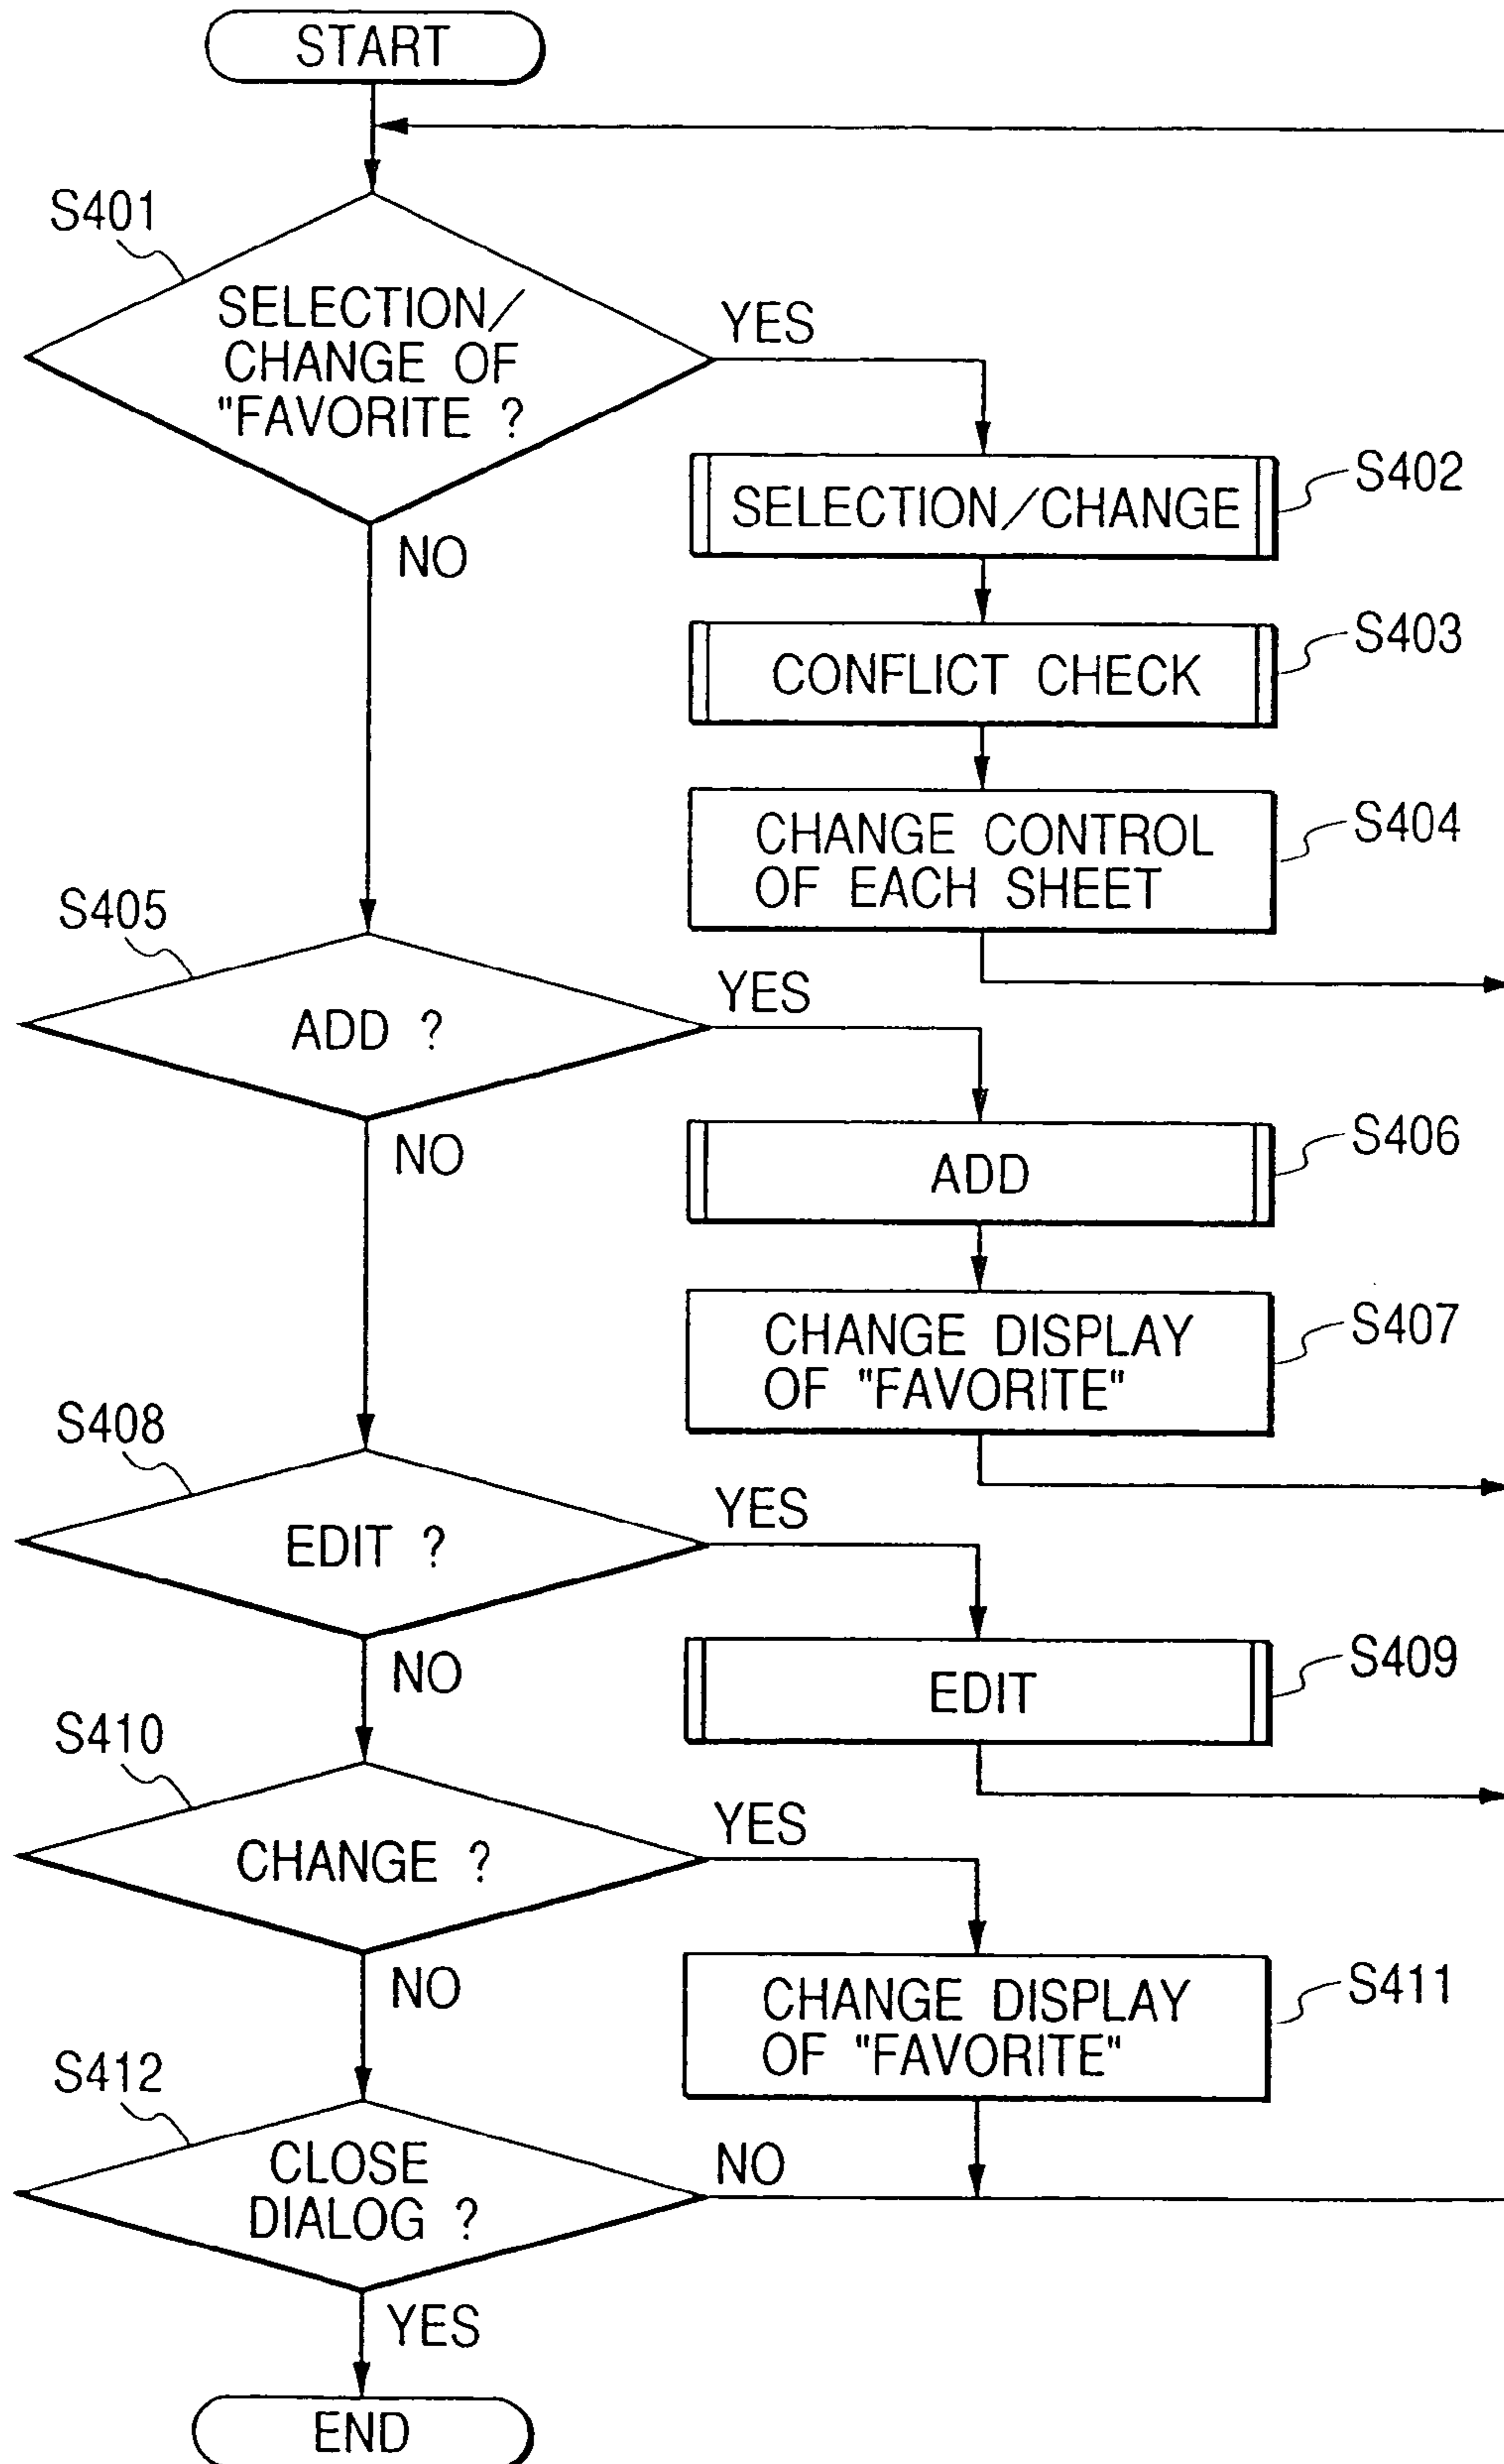 START
S401
SELECTION/
CHANGE OF
"FAVORITE ?
YES
NO
S402
SELECTION/CHANGE
S403
CONFLICT CHECK
S404
CHANGE CONTROL
OF EACH SHEET
S405
ADD ?
YES
NO
S406
ADD
S407
CHANGE DISPLAY
OF "FAVORITE"
S408
EDIT ?
YES
NO
S409
EDIT
S410
CHANGE ?
YES
NO
S411
CHANGE DISPLAY
OF "FAVORITE"
S412
CLOSE
DIALOG ?
NO
YES
END